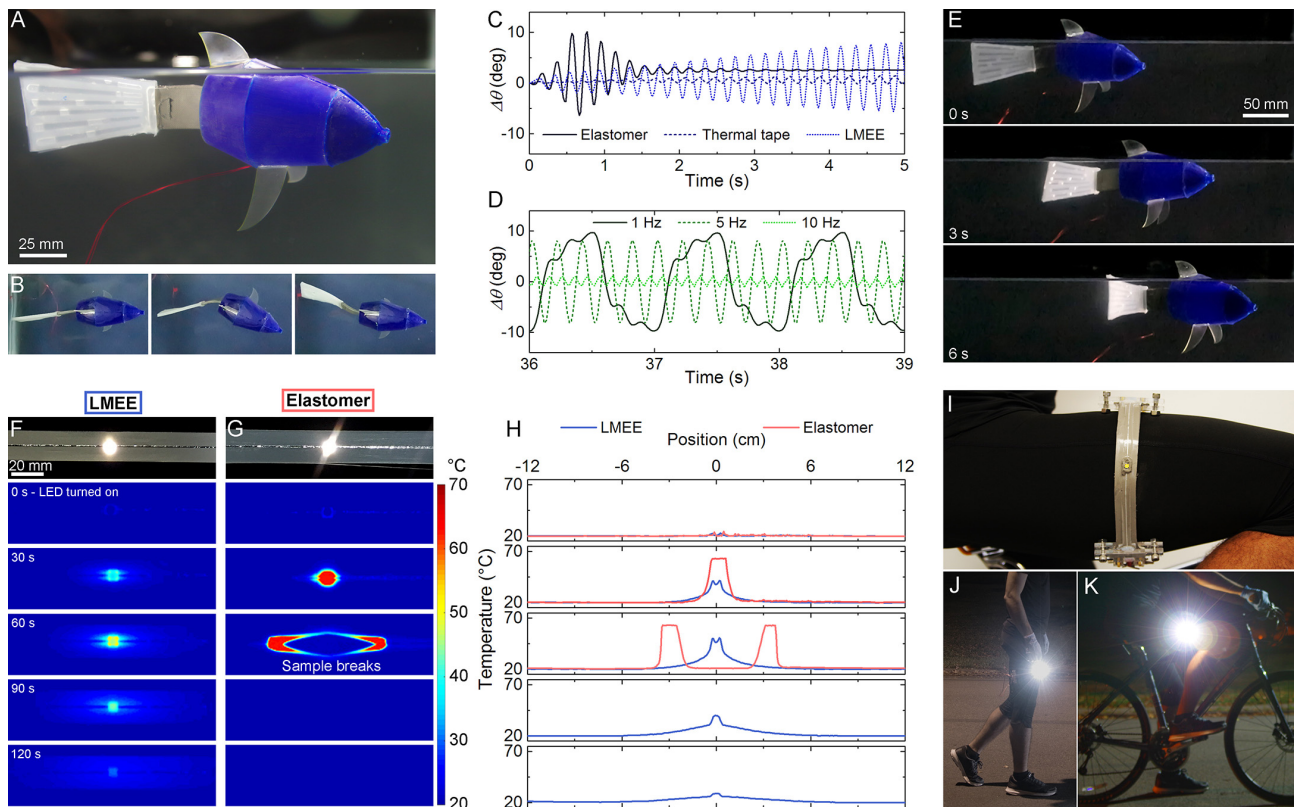 A
25 mm
B
C
Δθ (deg)
10
0
-10
Elastomer
Thermal tape
LMEE
0
1
2
3
4
5
Time (s)
D
Δθ (deg)
10
0
-10
1 Hz
5 Hz
10 Hz
36
37
38
39
Time (s)
E
0 s
50 mm
3 s
6 s
LMEE
F
20 mm
0 s - LED turned on
30 s
60 s
90 s
120 s
Elastomer
G
Sample breaks
°C
70
60
50
40
30
20
H
LMEE
Elastomer
Position (cm)
-12
-6
0
6
12
Temperature (°C)
70
20
70
20
70
20
70
20
70
20
I
J
K